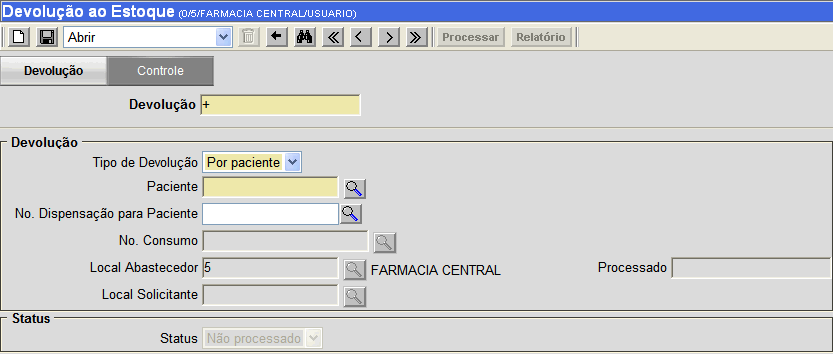 Devolução ao Estoque (0/5/FARMACIA CENTRAL/USUARIO)
Abrir Processar Relatório
Devolução Controle
Devolução +
Devolução
Tipo de Devolução Por paciente
Paciente
No. Dispensação para Paciente
No. Consumo
Local Abastecedor 5 FARMACIA CENTRAL Processado
Local Solicitante
Status
Status Não processado